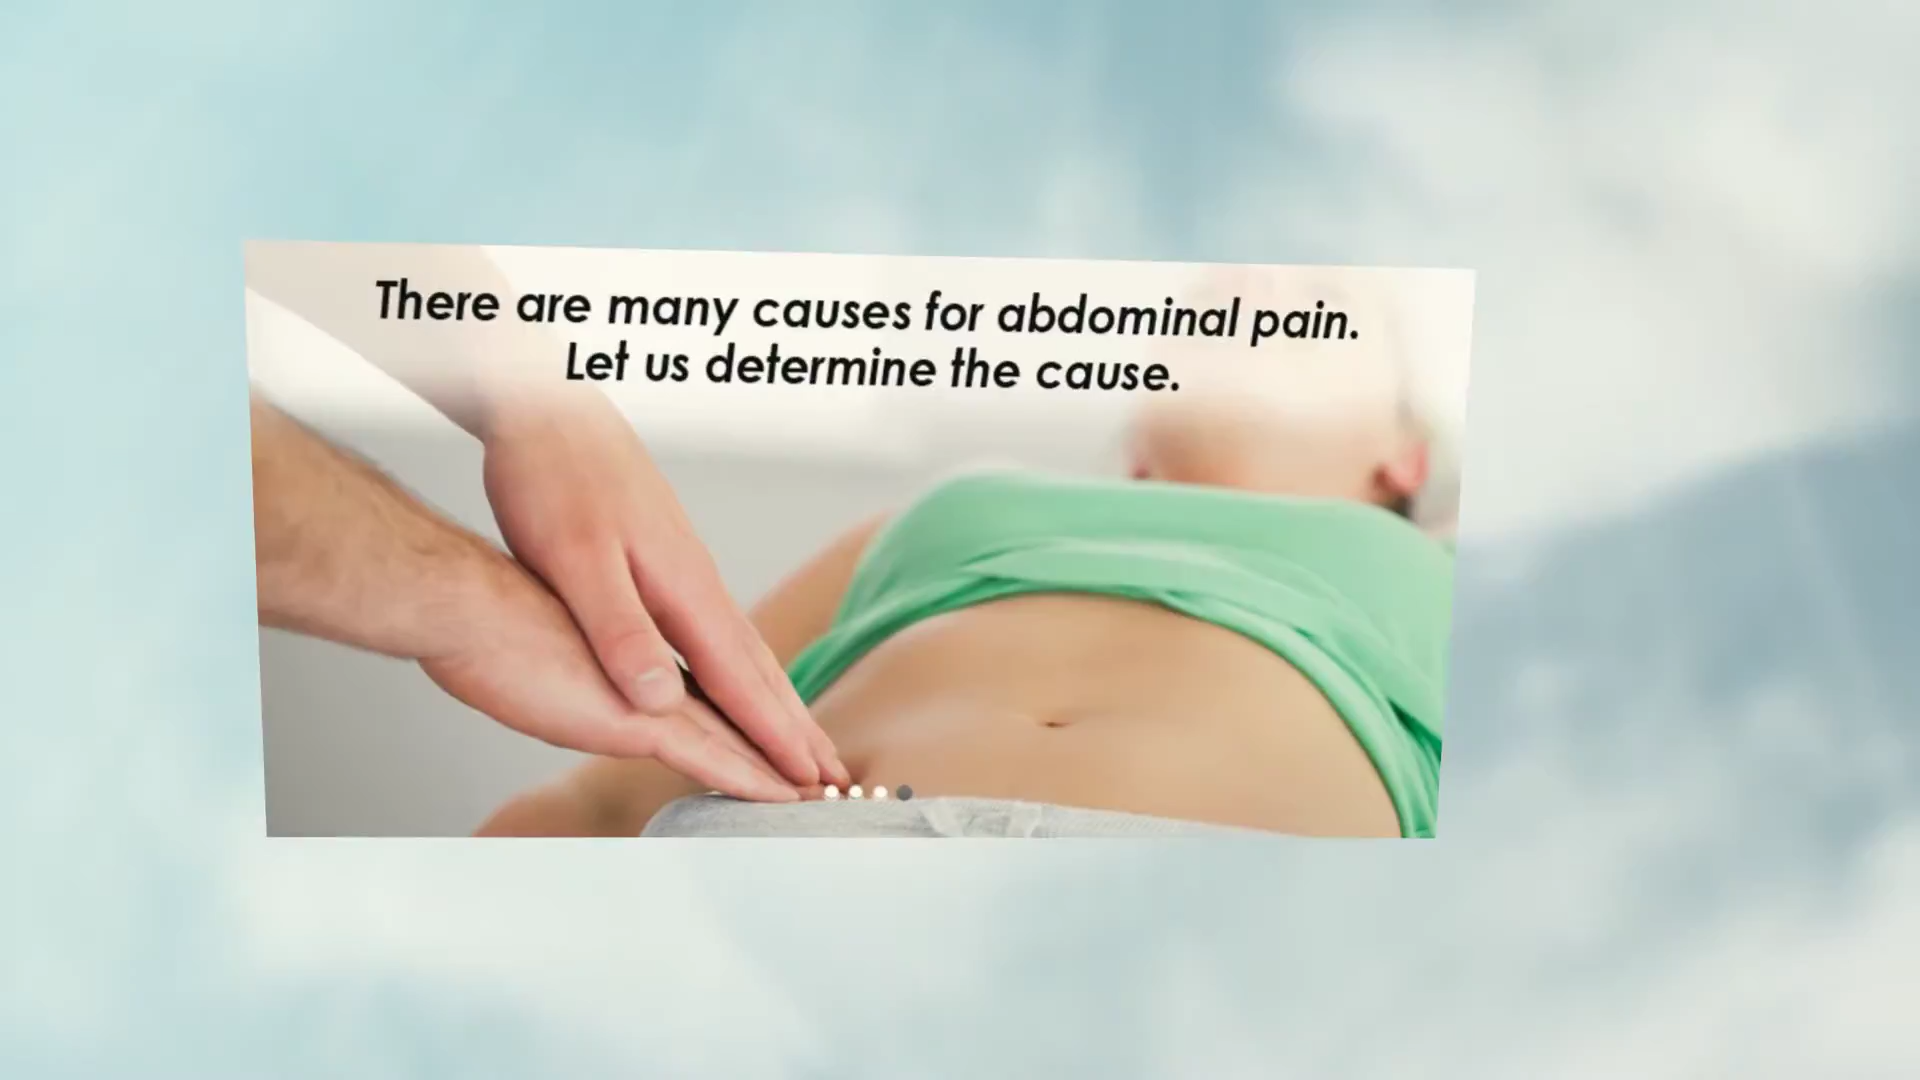 There are many causes for abdominal pain.
Let us determine the cause.